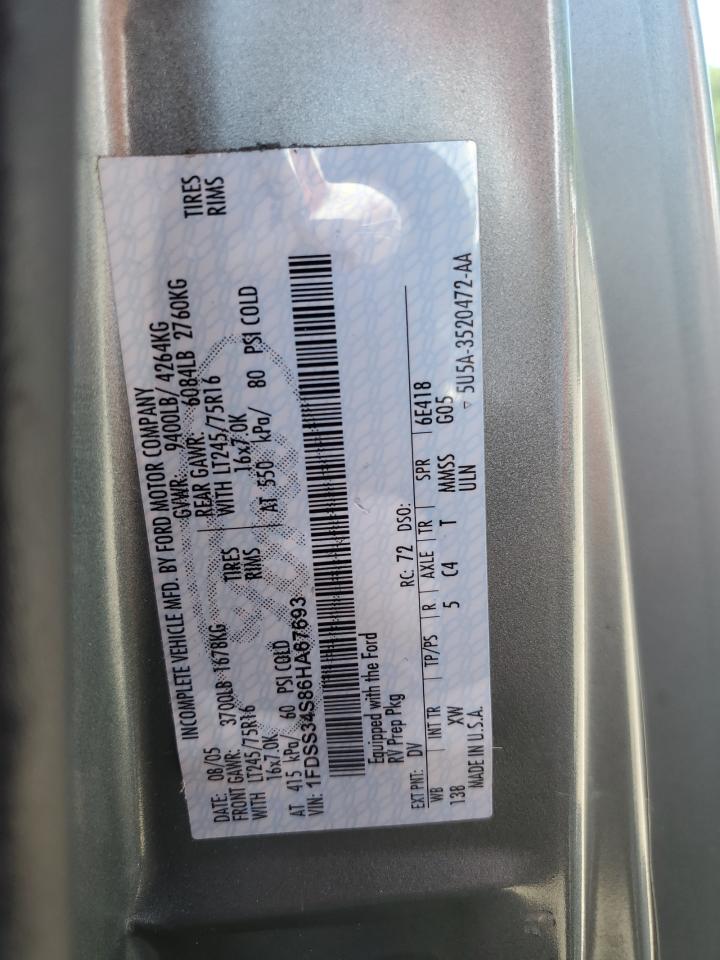 INCOMPLETE VEHICLE MFD. BY FORD MOTOR COMPANY
DATE: 08/05 GVWR: 9400LB/ 4264KG
FRONT GAWR: 3700LB 1678KG REAR GAWR: 6084LB 2760KG
WITH LT245/75R16 TIRES WITH LT245/75R16 TIRES
16x7.0K RIMS 16x7.0K RIMS
AT 415 kPa/ 60 PSI COLD AT 550 kPa/ 80 PSI COLD
VIN: 1FDSS34S86HA67693
Equipped with the Ford
RV Prep Pkg
EXT PNT: DV RC: 72 DSO:
WB INT TR TP/PS R AXLE TR SPR 6E418
138 XW 5 C4 T MMSS G05
MADE IN U.S.A. ULN ▽ 5U5A-3520472-AA